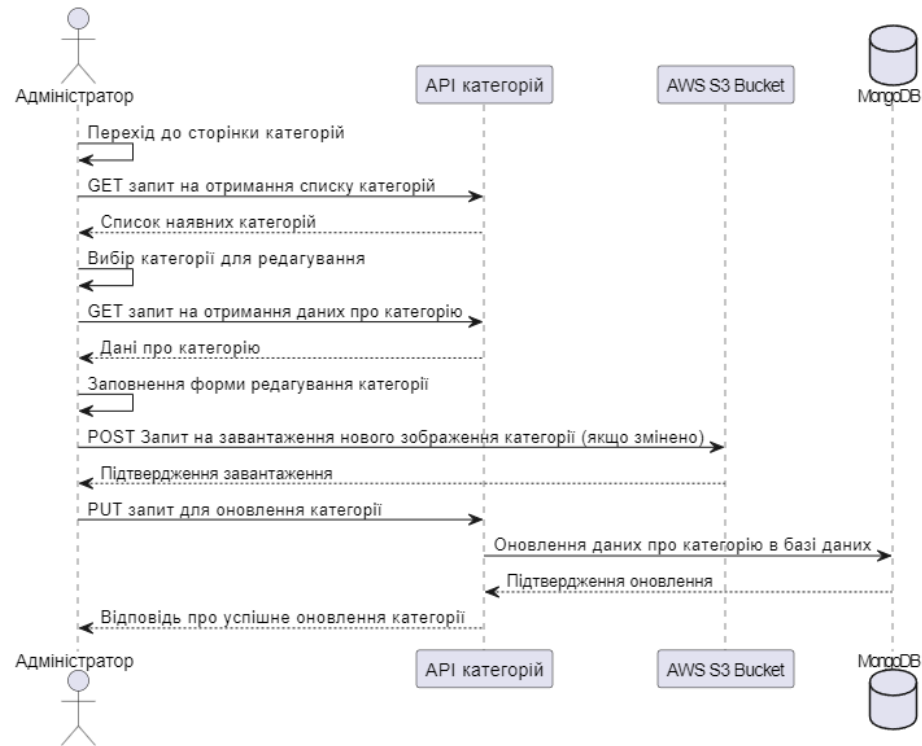 Адміністратор
API категорій
AWS S3 Bucket
MongoDB
Перехід до сторінки категорій
GET запит на отримання списку категорій
Список наявних категорій
Вибір категорії для редагування
GET запит на отримання даних про категорію
Дані про категорію
Заповнення форми редагування категорії
POST Запит на завантаження нового зображення категорії (якщо змінено)
Підтвердження завантаження
PUT запит для оновлення категорії
Оновлення даних про категорію в базі даних
Підтвердження оновлення
Відповідь про успішне оновлення категорії
Адміністратор
API категорій
AWS S3 Bucket
MongoDB